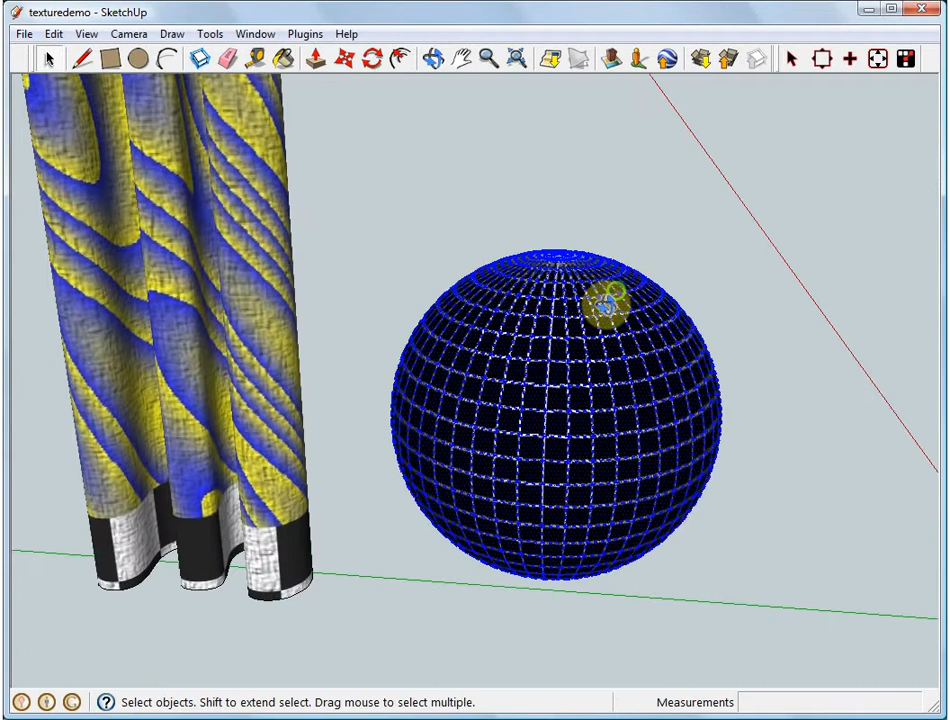 texturedemo - SketchUp
File Edit View Camera Draw Tools Window Plugins Help
Select objects. Shift to extend select. Drag mouse to select multiple. Measurements